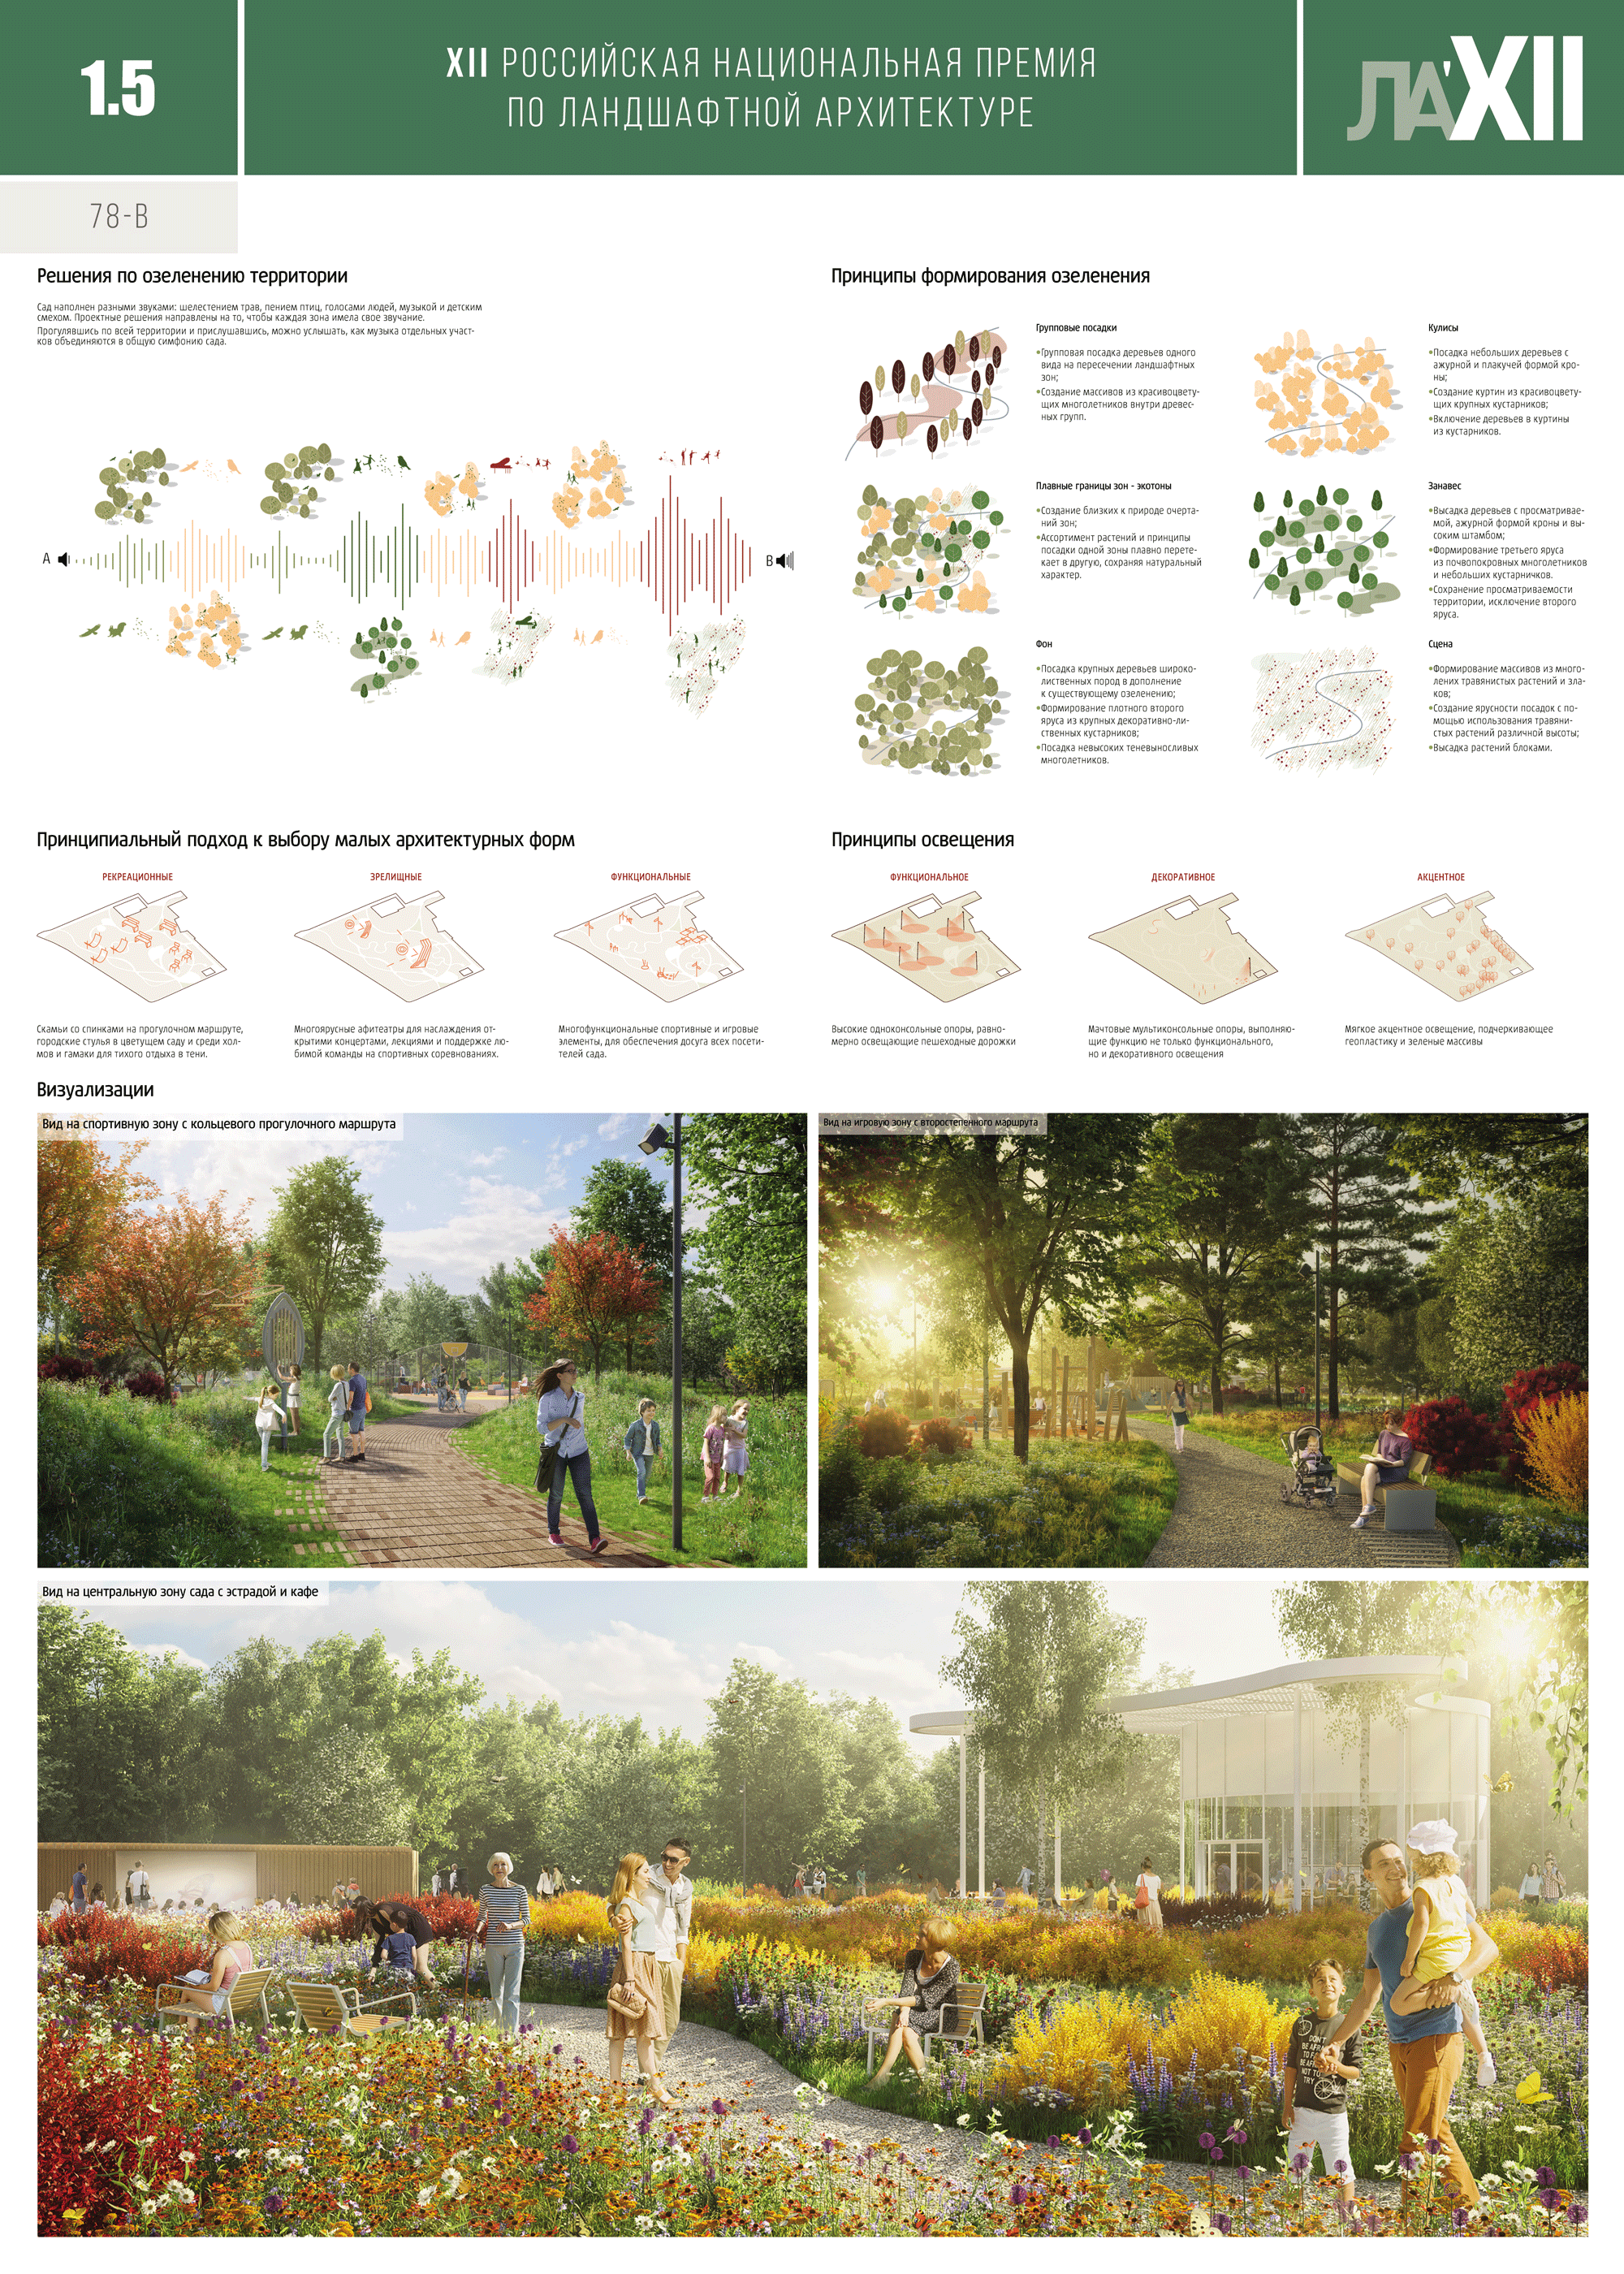 1.5
XII РОССИЙСКАЯ НАЦИОНАЛЬНАЯ ПРЕМИЯ
ПО ЛАНДШАФТНОЙ АРХИТЕКТУРЕ
ЛА'XII
78-В
Решения по озеленению территории
Сад наполнен разными звуками: шелестением трав, пением птиц, голосами людей, музыкой и детским
смехом. Проектные решения направлены на то, чтобы каждая зона имела свое звучание.
Прогулявшись по всей территории и прислушавшись, можно услышать, как музыка отдельных участ-
ков объединяются в общую симфонию сада.
A
B
Принципы формирования озеленения
Групповые посадки
•Групповая посадка деревьев одного
вида на пересечении ландшафтных
зон;
•Создание массивов из красивоцвету-
щих многолетников внутри древес-
ных групп.
Кулисы
•Посадка небольших деревьев с
ажурной и плакучей формой кро-
ны;
•Создание куртин из красивоцвету-
щих крупных кустарников;
•Включение деревьев в куртины
из кустарников.
Плавные границы зон - экотоны
•Создание близких к природе очерта-
ний зон;
•Ассортимент растений и принципы
посадки одной зоны плавно перете-
кает в другую, сохраняя натуральный
характер.
Занавес
•Высадка деревьев с просматривае-
мой, ажурной формой кроны и вы-
соким штамбом;
•Формирование третьего яруса
из почвопокровных многолетников
и небольших кустарничков.
•Сохранение просматриваемости
территории, исключение второго
яруса.
Фон
•Посадка крупных деревьев широко-
лиственных пород в дополнение
к существующему озеленению;
•Формирование плотного второго
яруса из крупных декоративно-ли-
ственных кустарников;
•Посадка невысоких теневыносливых
многолетников.
Сцена
•Формирование массивов из много-
лених травянистых растений и зла-
ков;
•Создание ярусности посадок с по-
мощью использования травяни-
стых растений различной высоты;
•Высадка растений блоками.
Принципиальный подход к выбору малых архитектурных форм
РЕКРЕАЦИОННЫЕ
ЗРЕЛИЩНЫЕ
ФУНКЦИОНАЛЬНЫЕ
Скамьи со спинками на прогулочном маршруте,
городские стулья в цветущем саду и среди хол-
мов и гамаки для тихого отдыха в тени.
Многоярусные афитеатры для наслаждения от-
крытыми концертами, лекциями и поддержке лю-
бимой команды на спортивных соревнованиях.
Многофункциональные спортивные и игровые
элементы, для обеспечения досуга всех посети-
телей сада.
Принципы освещения
ФУНКЦИОНАЛЬНОЕ
ДЕКОРАТИВНОЕ
АКЦЕНТНОЕ
Высокие одноконсольные опоры, равно-
мерно освещающие пешеходные дорожки
Мачтовые мультиконсольные опоры, выполняю-
щие функцию не только функционального,
но и декоративного освещения
Мягкое акцентное освещение, подчеркивающее
геопластику и зеленые массивы
Визуализации
Вид на спортивную зону с кольцевого прогулочного маршрута
Вид на игровую зону с второстепенного маршрута
Вид на центральную зону сада с эстрадой и кафе
DON'T
BE AFRAID
TO FAIL
BE AFRAID
NOT TO
TRY